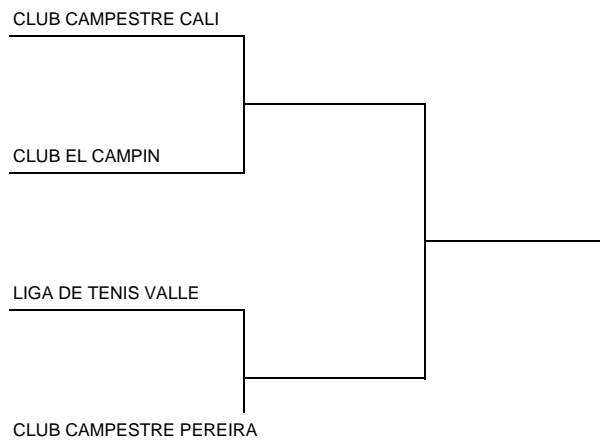 CLUB CAMPESTRE CALI
CLUB EL CAMPIN
LIGA DE TENIS VALLE
CLUB CAMPESTRE PEREIRA